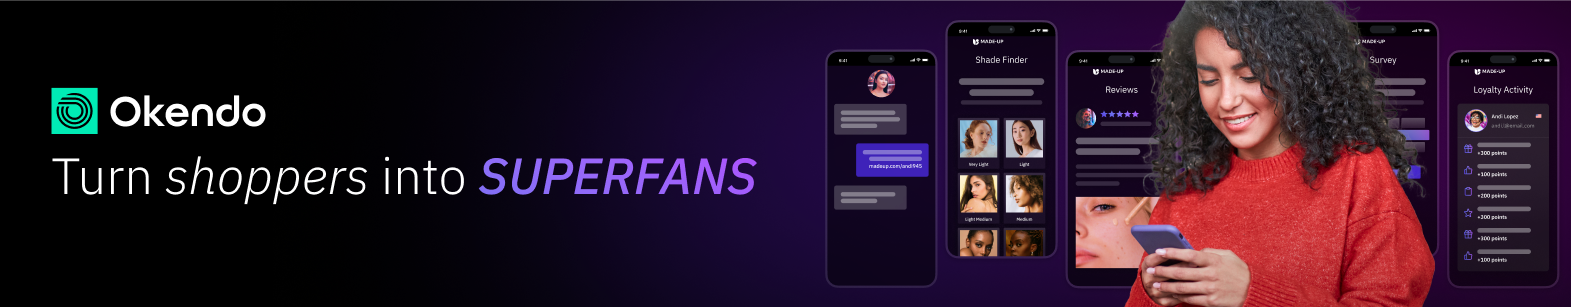 Okendo
Turn shoppers into SUPERFANS
9:41
madeup.com/andi945
9:41
MADE-UP
Shade Finder
Very Light
Light
Light Medium
Medium
9:41
MADE-UP
Reviews
MADE-UP
Survey
9:41
MADE-UP
Loyalty Activity
Andi Lopez
andi@email.com
+300 points
+100 points
+200 points
+300 points
+300 points
+100 points